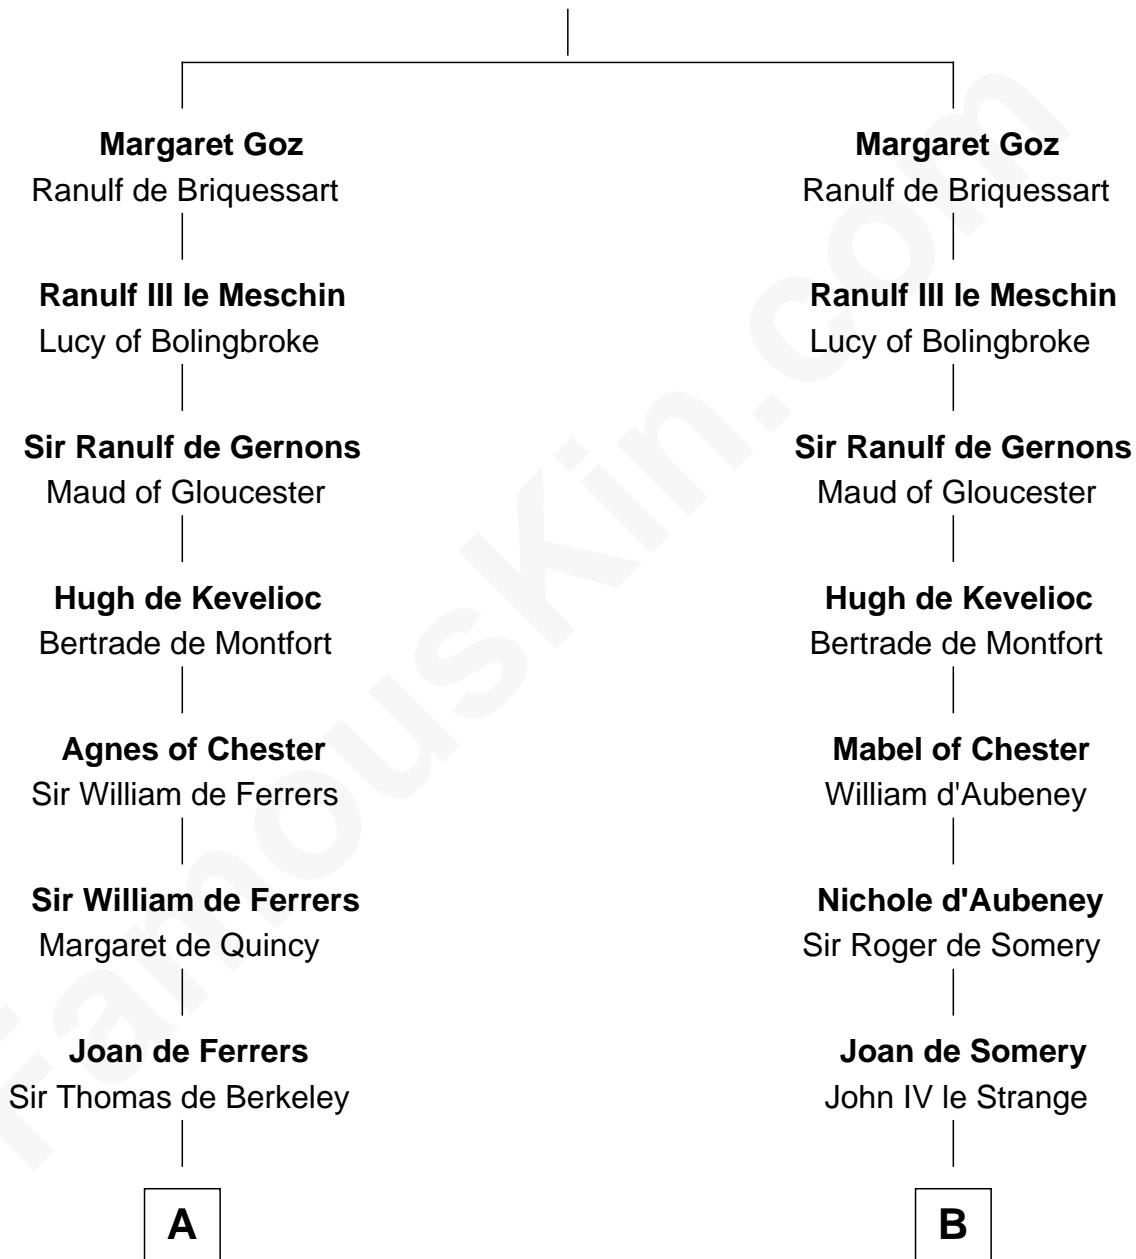 Margaret Goz
Ranulf de Briquessart
Ranulf III le Meschin
Lucy of Bolingbroke
Sir Ranulf de Gernons
Maud of Gloucester
Hugh de Kevelioc
Bertrade de Montfort
Agnes of Chester
Sir William de Ferrers
Sir William de Ferrers
Margaret de Quincy
Joan de Ferrers
Sir Thomas de Berkeley
A
Margaret Goz
Ranulf de Briquessart
Ranulf III le Meschin
Lucy of Bolingbroke
Sir Ranulf de Gernons
Maud of Gloucester
Hugh de Kevelioc
Bertrade de Montfort
Mabel of Chester
William d'Aubeney
Nichole d'Aubeney
Sir Roger de Somery
Joan de Somery
John IV le Strange
B
FamousKin.com